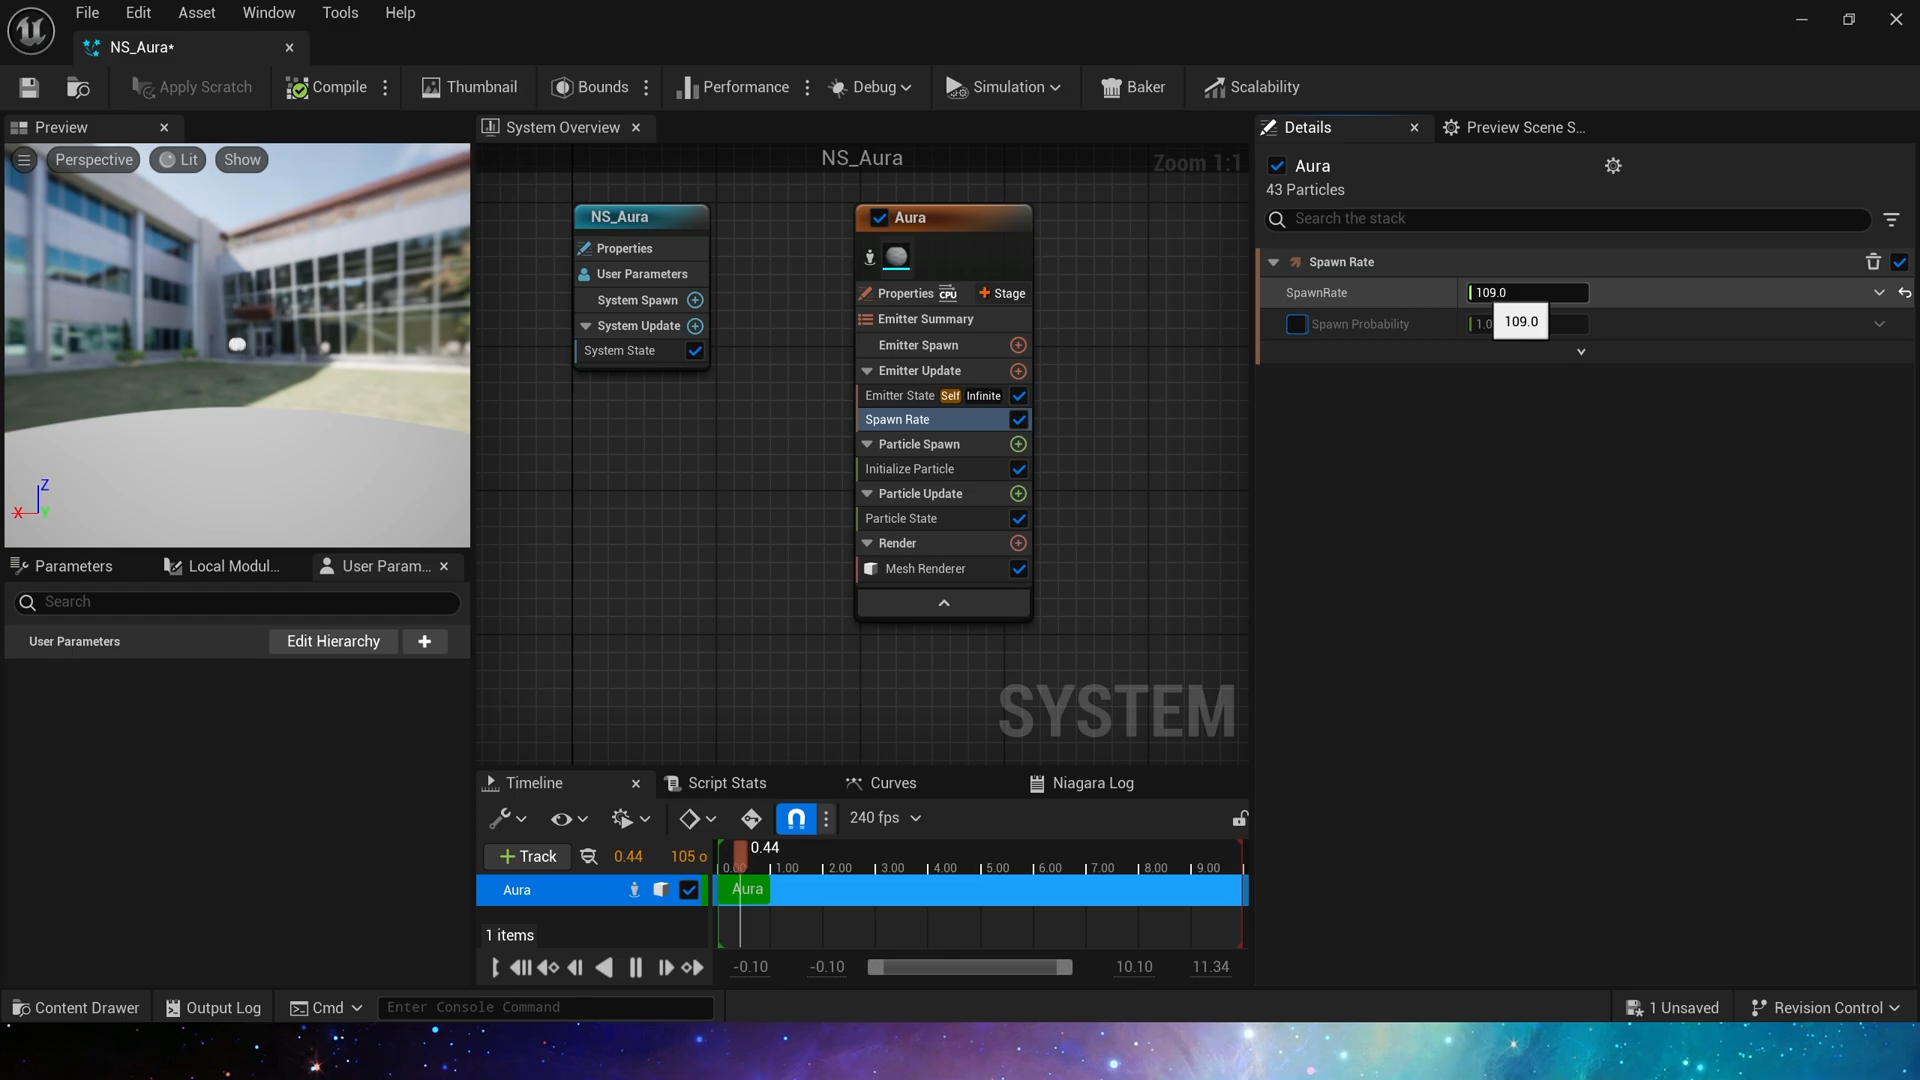 File Edit Asset Window Tools Help
NS_Aura*
Apply Scratch Compile Thumbnail Bounds Performance Debug Simulation Baker Scalability
Preview
Perspective Lit Show
Z
X Y
Parameters Local Modul... User Param...
Search
User Parameters Edit Hierarchy
System Overview
NS_Aura
Zoom 1:1
NS_Aura
Properties
User Parameters
System Spawn
System Update
System State
Aura
Properties CPU Stage
Emitter Summary
Emitter Spawn
Emitter Update
Emitter State Self Infinite
Spawn Rate
Particle Spawn
Initialize Particle
Particle Update
Particle State
Render
Mesh Renderer
SYSTEM
Timeline Script Stats Curves Niagara Log
240 fps
+ Track 0.44 105 o
0.44
0.00 1.00 2.00 3.00 4.00 5.00 6.00 7.00 8.00 9.00
Aura Aura
1 items
-0.10 -0.10 10.10 11.34
Details Preview Scene S...
Aura
43 Particles
Search the stack
Spawn Rate
SpawnRate 109.0
Spawn Probability 1.0
109.0
Content Drawer Output Log Cmd Enter Console Command 1 Unsaved Revision Control